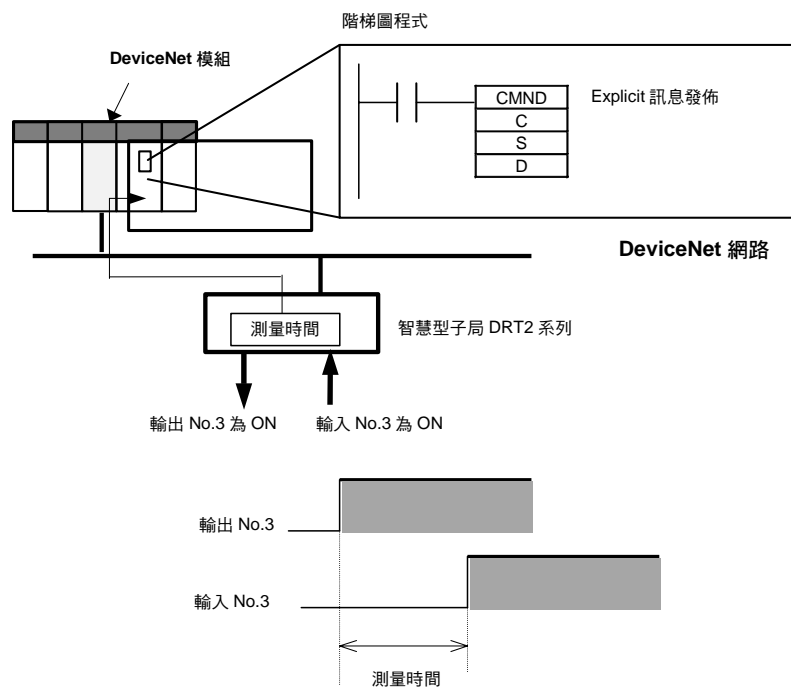 階梯圖程式
DeviceNet 模組
CMND
C
S
D
Explicit 訊息發佈
DeviceNet 網路
測量時間
智慧型子局 DRT2 系列
輸出 No.3 為 ON
輸入 No.3 為 ON
輸出 No.3
輸入 No.3
測量時間